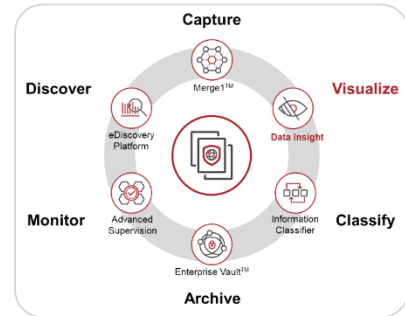 Capture
Merge1™
Discover
Visualize
eDiscovery
Platform
Data Insight
Monitor
Advanced
Supervision
Information
Classifier
Classify
Enterprise Vault™
Archive